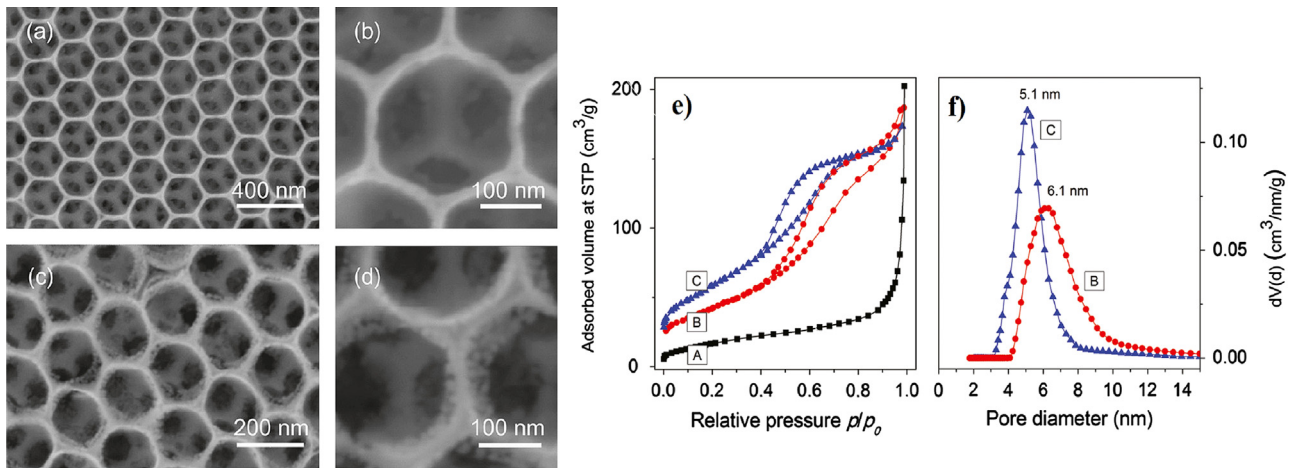 (a)
400 nm
(b)
100 nm
(c)
200 nm
(d)
100 nm
e)
Adsorbed volume at STP (cm³/g)
200
100
0
C
B
A
0.0 0.2 0.4 0.6 0.8 1.0
Relative pressure p/p₀
f)
5.1 nm
C
6.1 nm
B
0 2 4 6 8 10 12 14
Pore diameter (nm)
0.10
0.05
0.00
dV(d) (cm³/nm/g)